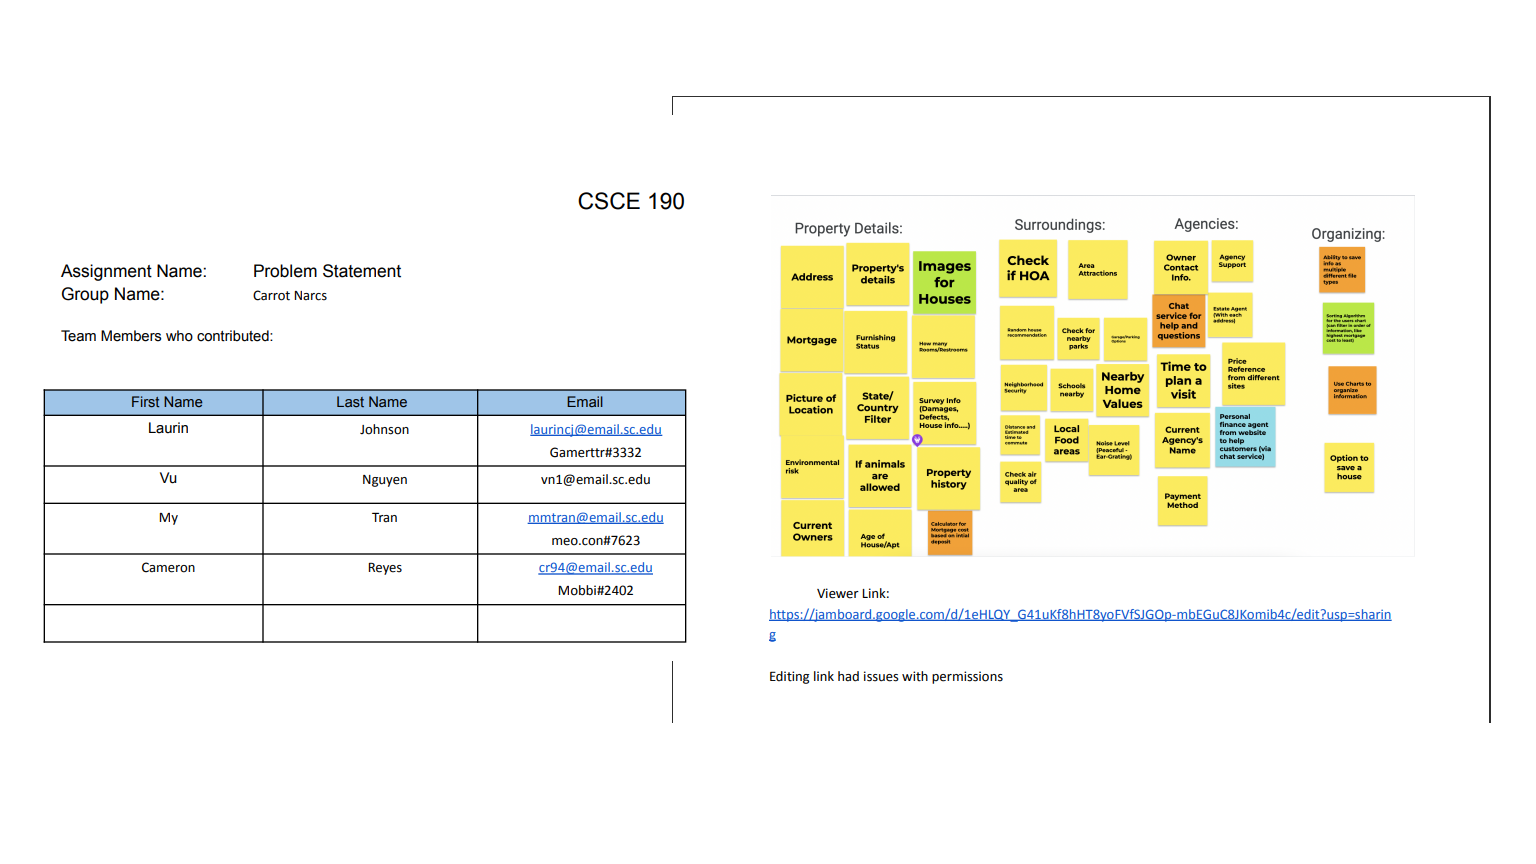 CSCE 190
Assignment Name: Problem Statement
Group Name: Carrot Narcs
Team Members who contributed:
First Name Last Name Email
Laurin Johnson laurincj@email.sc.edu
Gamerttr#3332
Vu Nguyen vn1@email.sc.edu
My Tran mmtran@email.sc.edu
meo.con#7623
Cameron Reyes cr94@email.sc.edu
Mobbi#2402
Property Details:
Address
Property's
details
Images
for
Houses
Mortgage
Furnishing
Status
How many
Rooms/Restrooms
Picture of
Location
State/
Country
Filter
Survey Info
(Damages,
Defects,
House info....)
Environmental
risk
If animals
are
allowed
Property
history
Current
Owners
Age of
House/Apt
Calculator for
Mortgage cost
based on intial
deposit
Surroundings:
Check
if HOA
Area
Attractions
Random house
recommendation
Check for
nearby
parks
Garage/Parking
Options
Neighborhood
Security
Schools
nearby
Nearby
Home
Values
Distance and
Estimated
time to
commute
Local
Food
areas
Noise Level
(Peaceful -
Ear-Grating)
Check air
quality of
area
Agencies:
Owner
Contact
Info.
Agency
Support
Chat
service for
help and
questions
Estate Agent
(With each
address)
Time to
plan a
visit
Price
Reference
from different
sites
Current
Agency's
Name
Personal
finance agent
from website
to help
customers (via
chat service)
Payment
Method
Organizing:
Ability to save
info as
multiple
different file
types
Sorting Algorithm
for the users chart
(can filter in order of
information, like
highest mortgage
cost to least)
Use Charts to
organize
information
Option to
save a
house
Viewer Link:
https://jamboard.google.com/d/1eHLQY_G41uKf8hHT8yoFVfSJGOp-mbEGuC8JKomib4c/edit?usp=sharin
g
Editing link had issues with permissions